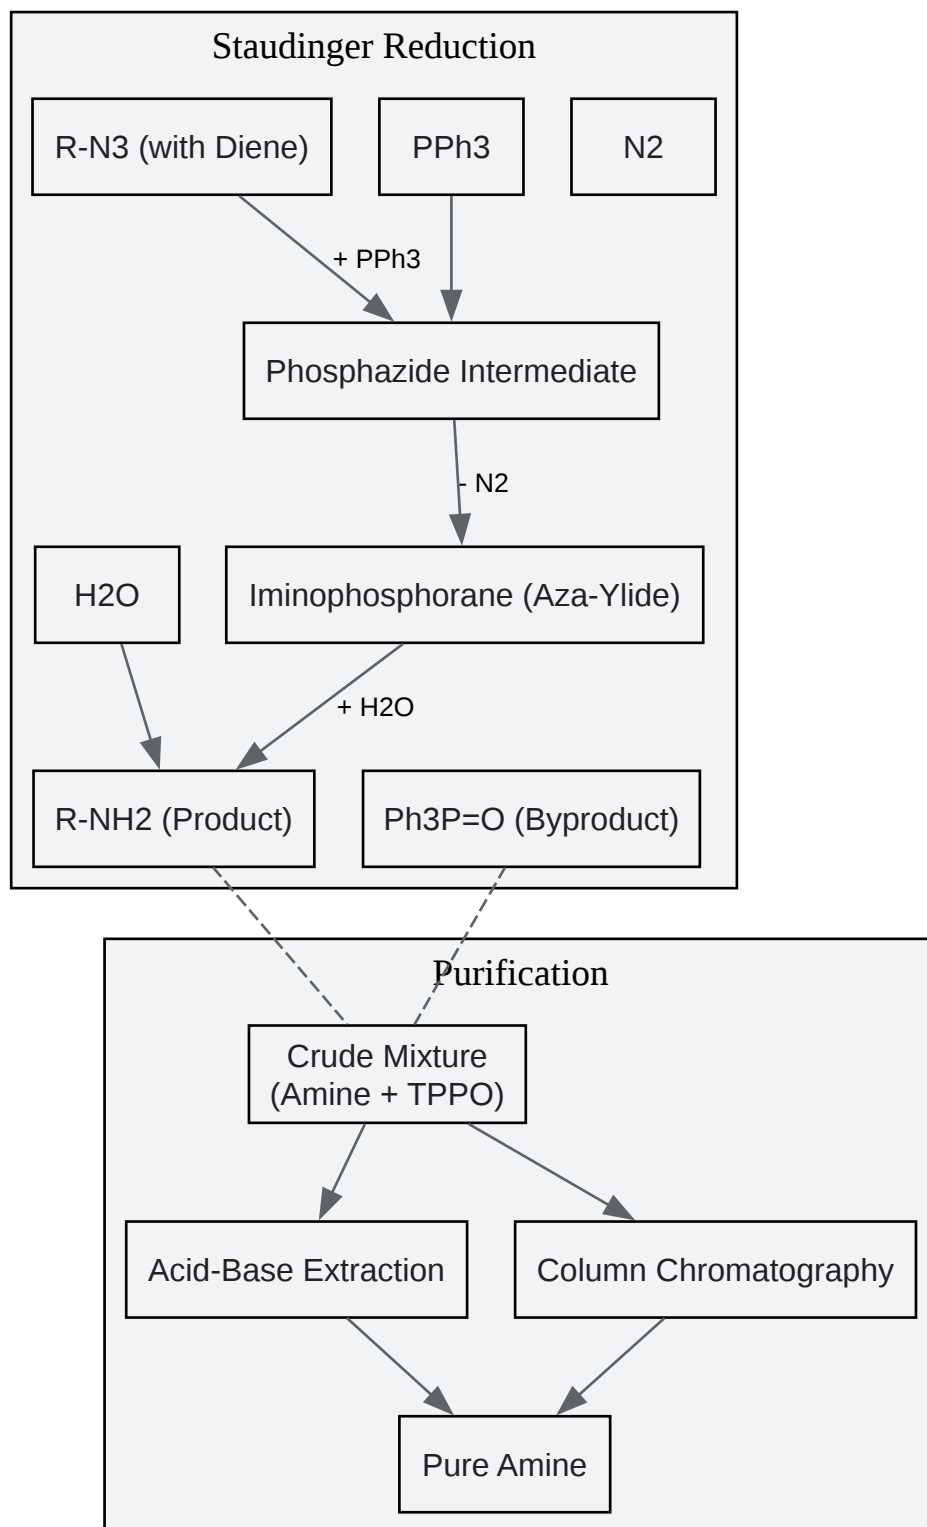 Staudinger Reduction
R-N3 (with Diene)
PPh3
N2
+ PPh3
Phosphazide Intermediate
- N2
H2O
Iminophosphorane (Aza-Ylide)
+ H2O
R-NH2 (Product)
Ph3P=O (Byproduct)
Purification
Crude Mixture
(Amine + TPPO)
Acid-Base Extraction
Column Chromatography
Pure Amine